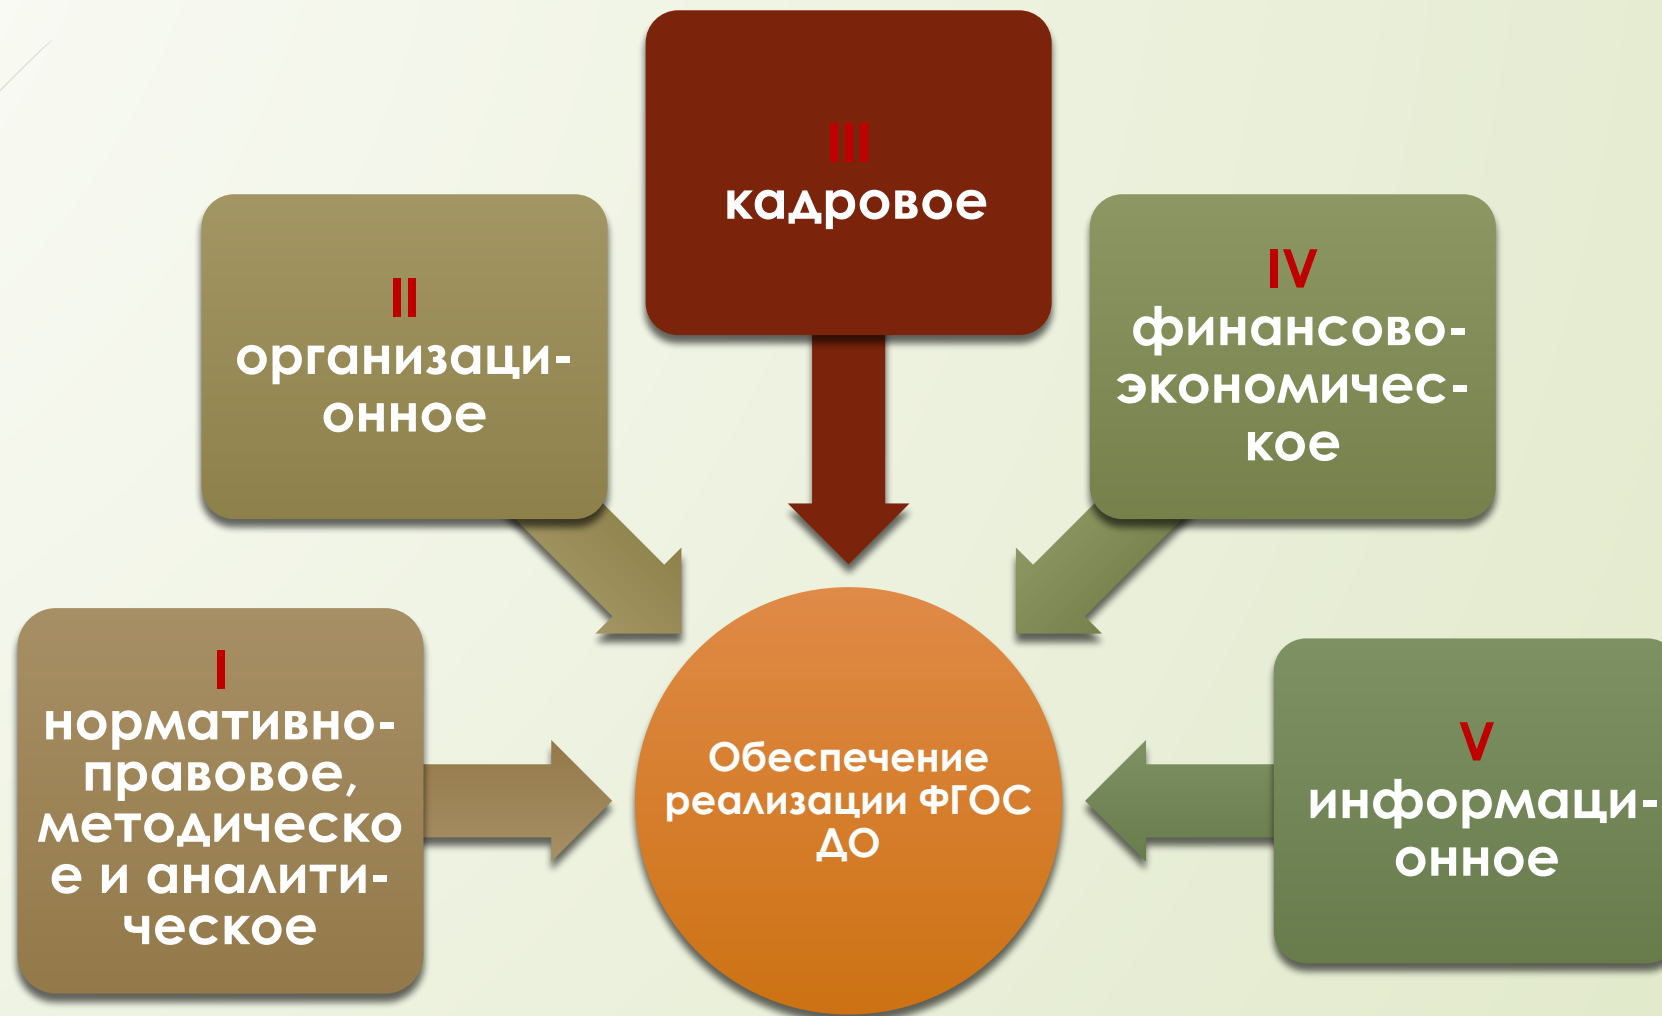 I
нормативно-
правовое,
методическо
е и аналити-
ческое
II
организаци-
онное
III
кадровое
IV
финансово-
экономичес-
кое
V
информаци-
онное
Обеспечение
реализации ФГОС
ДО